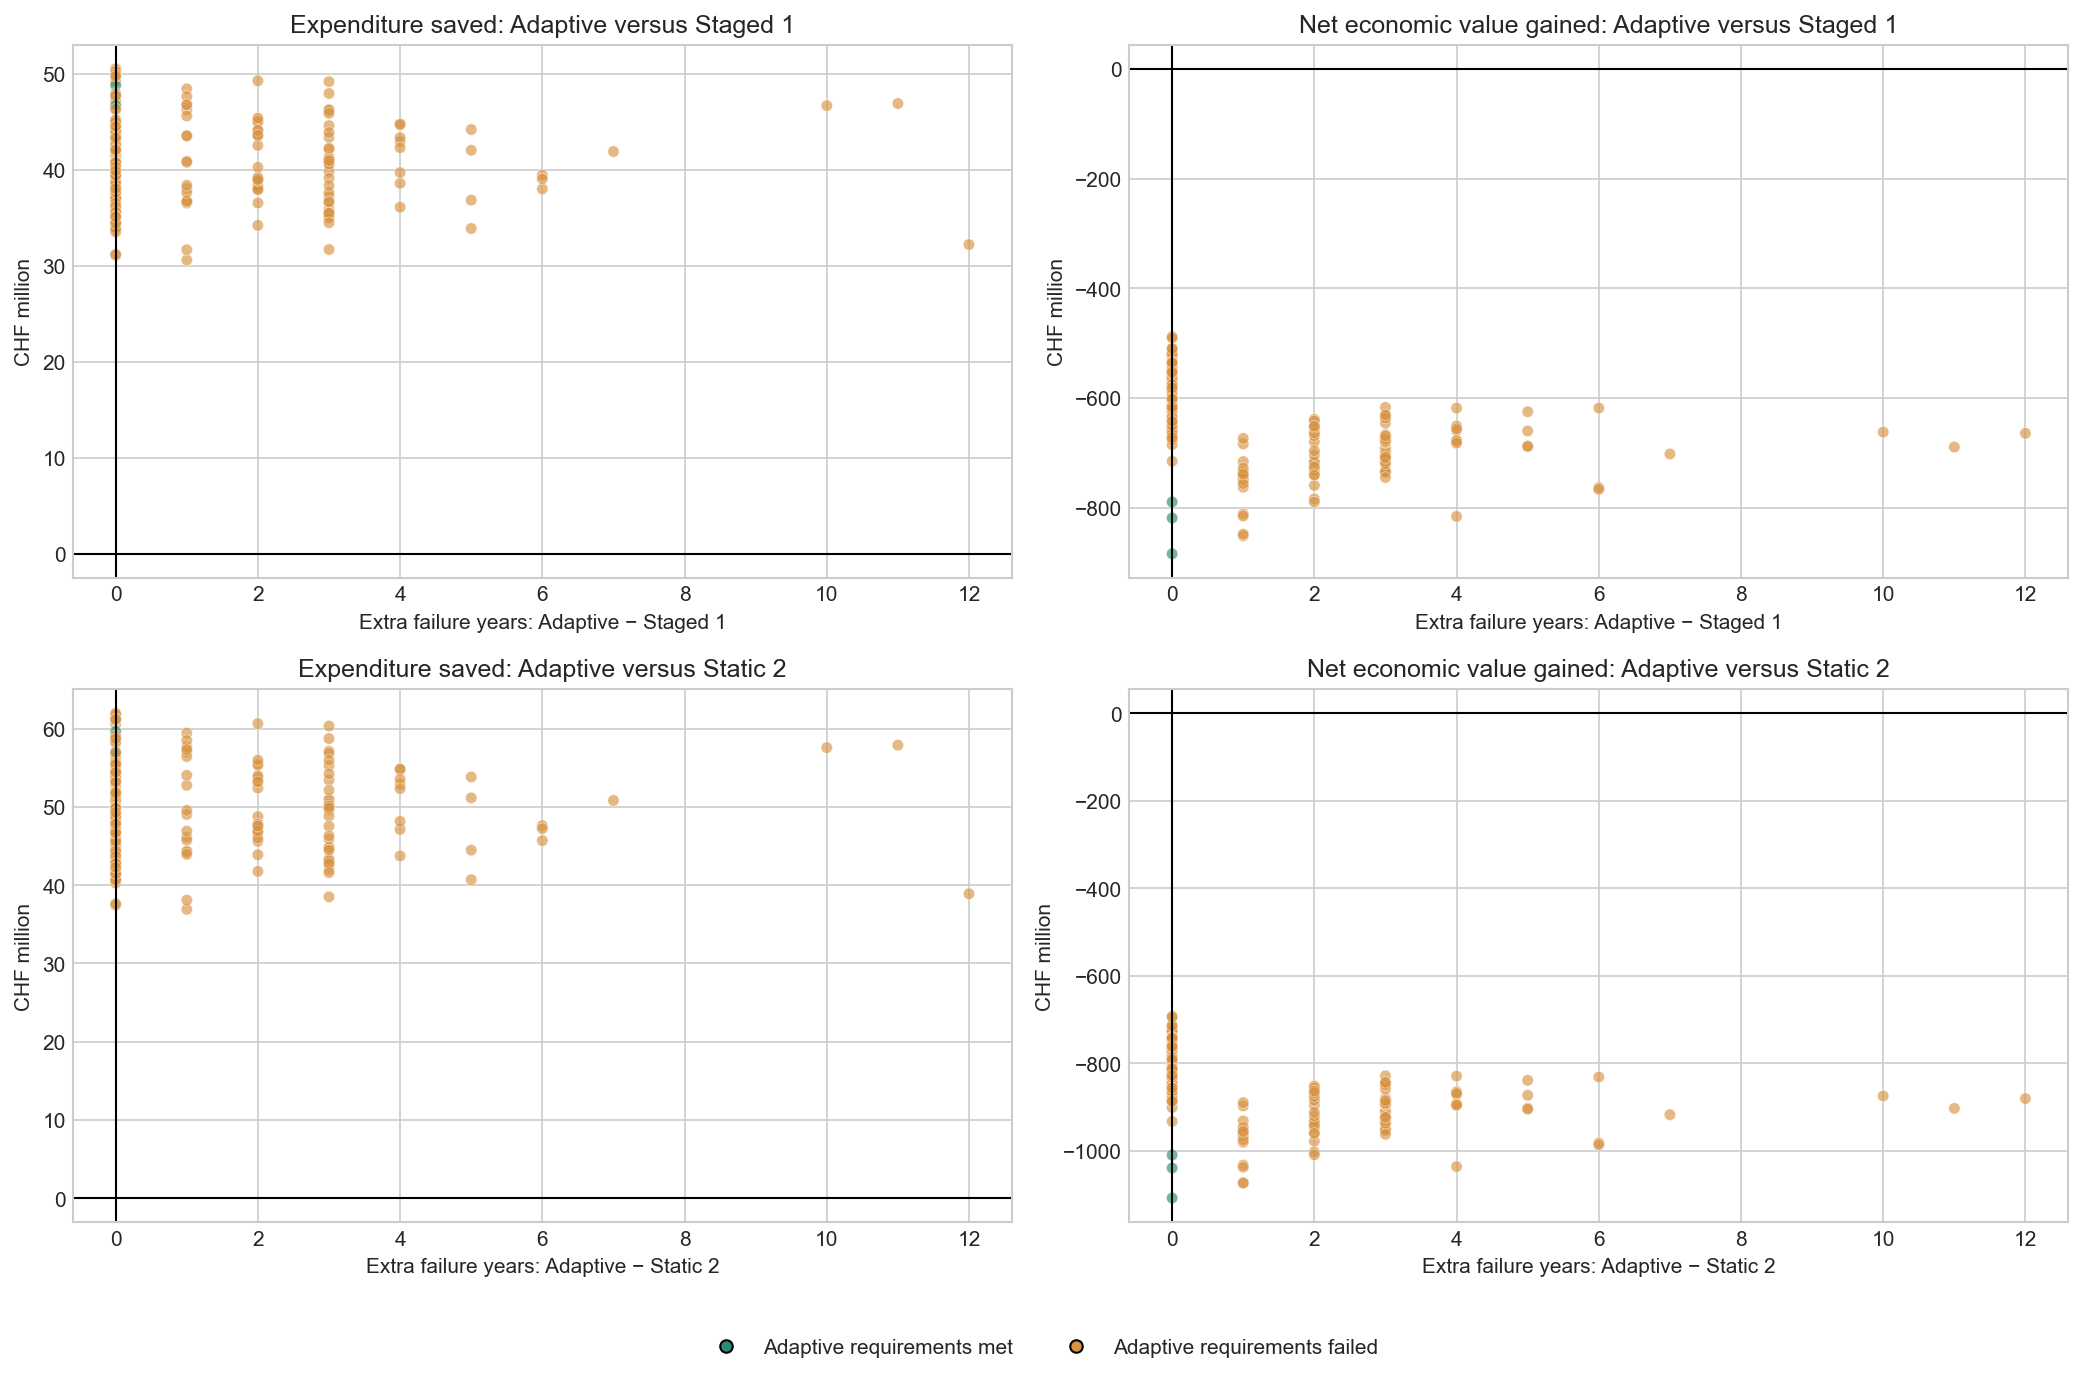 Expenditure saved: Adaptive versus Staged 1
50
40
30
20
10
0
CHF million
0 2 4 6 8 10 12
Extra failure years: Adaptive − Staged 1
Net economic value gained: Adaptive versus Staged 1
0
−200
−400
−600
−800
CHF million
0 2 4 6 8 10 12
Extra failure years: Adaptive − Staged 1
Expenditure saved: Adaptive versus Static 2
60
50
40
30
20
10
0
CHF million
0 2 4 6 8 10 12
Extra failure years: Adaptive − Static 2
Net economic value gained: Adaptive versus Static 2
0
−200
−400
−600
−800
−1000
CHF million
0 2 4 6 8 10 12
Extra failure years: Adaptive − Static 2
Adaptive requirements met
Adaptive requirements failed